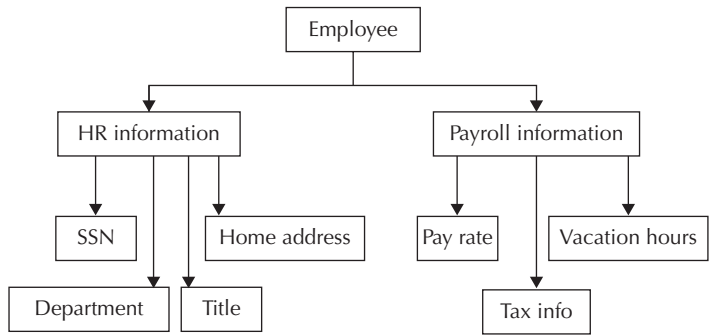 Employee
HR information
Payroll information
SSN
Home address
Pay rate
Vacation hours
Department
Title
Tax info